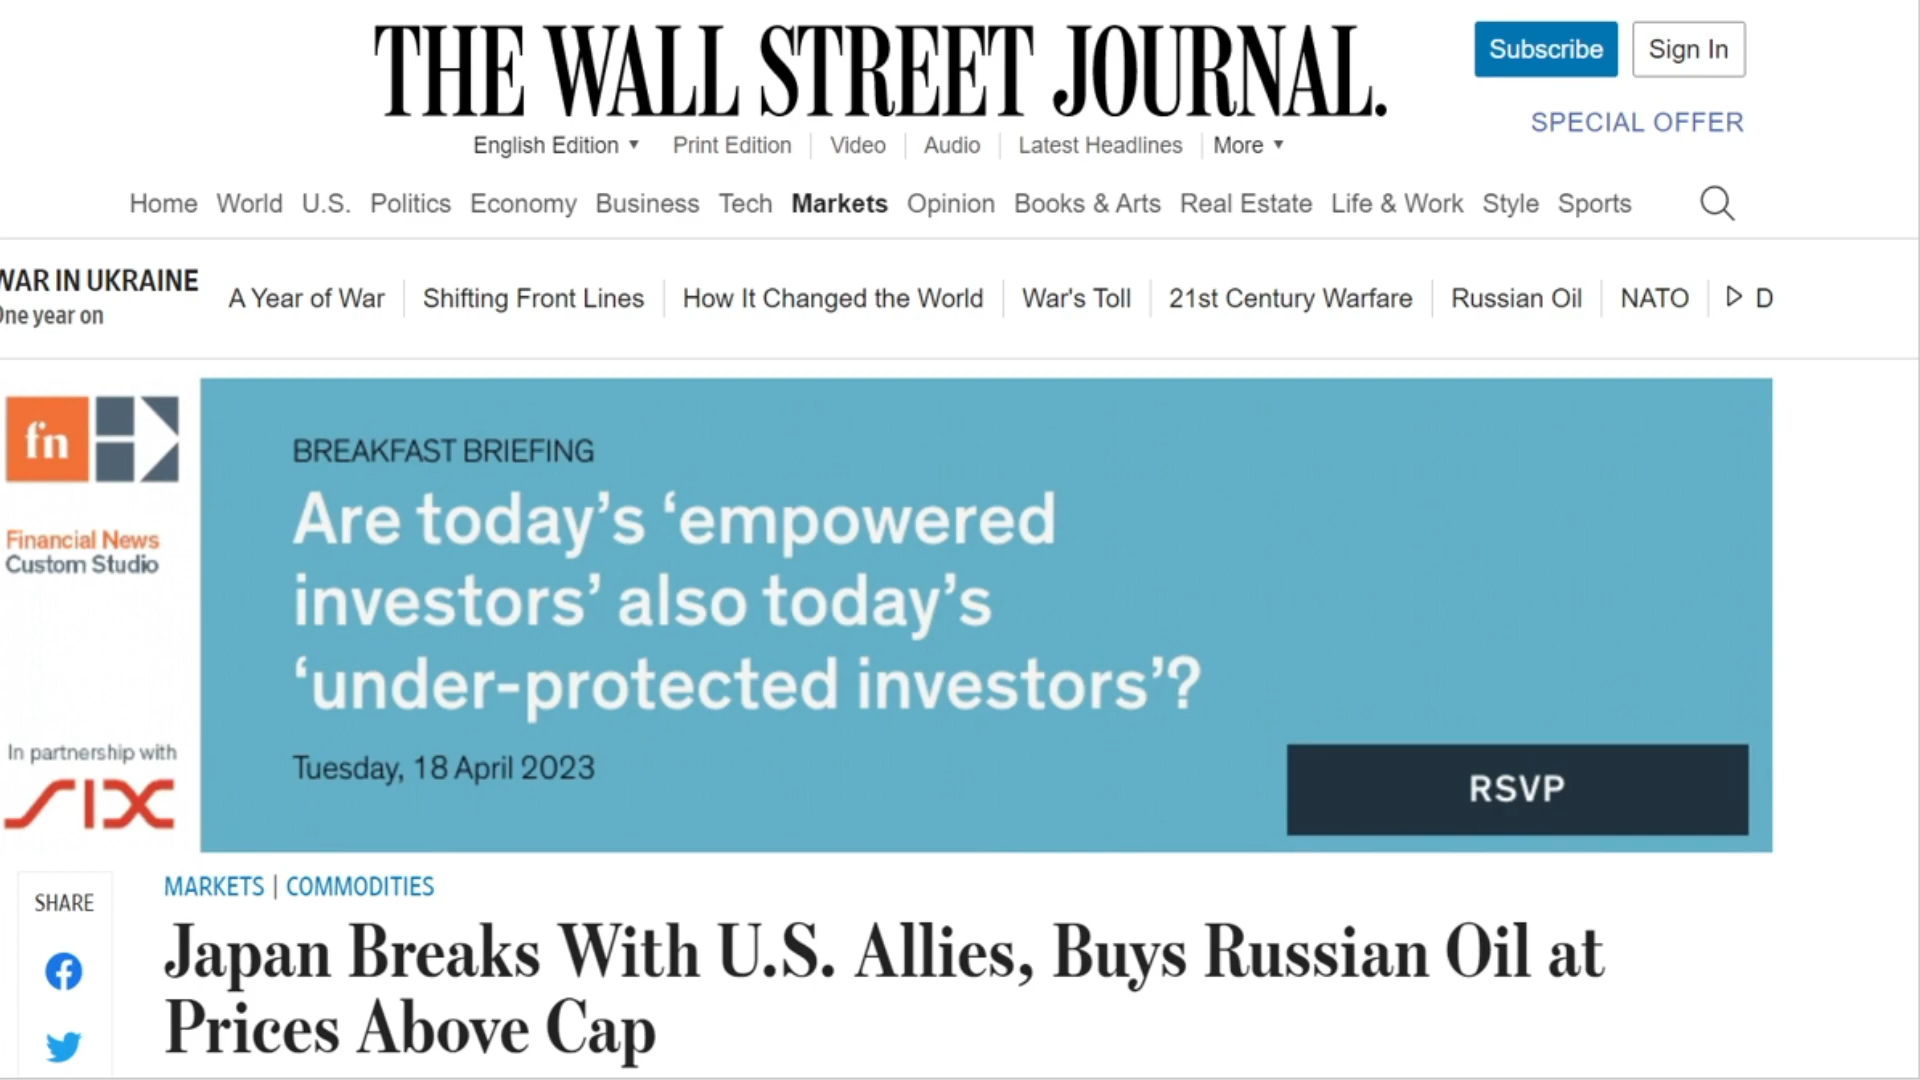 THE WALL STREET JOURNAL.
Subscribe
Sign In
SPECIAL OFFER
English Edition
Print Edition
Video
Audio
Latest Headlines
More
Home World U.S. Politics Economy Business Tech Markets Opinion Books & Arts Real Estate Life & Work Style Sports
WAR IN UKRAINE
One year on
A Year of War
Shifting Front Lines
How It Changed the World
War's Toll
21st Century Warfare
Russian Oil
NATO
D
fn
Financial News
Custom Studio
In partnership with
SIX
BREAKFAST BRIEFING
Are today's ‘empowered
investors’ also today's
‘under-protected investors’?
Tuesday, 18 April 2023
RSVP
SHARE
MARKETS | COMMODITIES
Japan Breaks With U.S. Allies, Buys Russian Oil at
Prices Above Cap